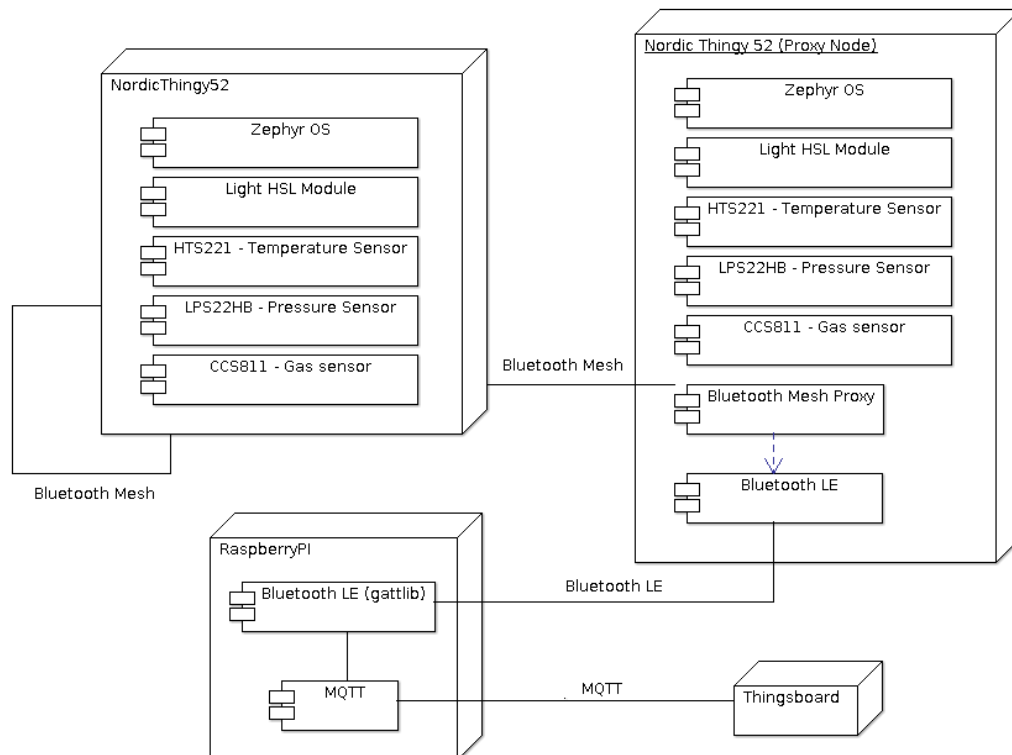 NordicThingy52
Zephyr OS
Light HSL Module
HTS221 - Temperature Sensor
LPS22HB - Pressure Sensor
CCS811 - Gas sensor
Bluetooth Mesh
Bluetooth Mesh
Nordic Thingy 52 (Proxy Node)
Zephyr OS
Light HSL Module
HTS221 - Temperature Sensor
LPS22HB - Pressure Sensor
CCS811 - Gas sensor
Bluetooth Mesh Proxy
Bluetooth LE
RaspberryPI
Bluetooth LE (gattlib)
Bluetooth LE
MQTT
MQTT
Thingsboard